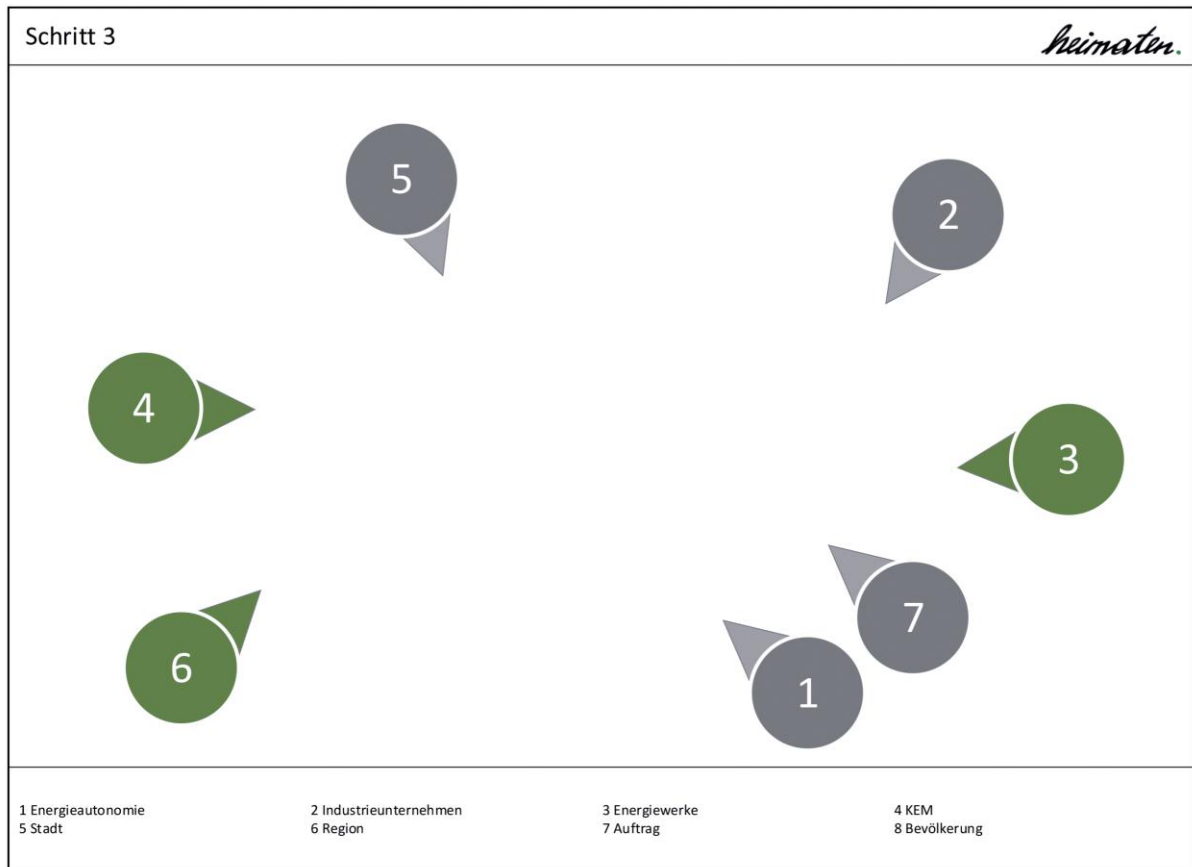 Schritt 3
heimaten.
5
2
4
3
7
6
1
1 Energieautonomie 2 Industrieunternehmen 3 Energiewerke 4 KEM
5 Stadt 6 Region 7 Auftrag 8 Bevölkerung